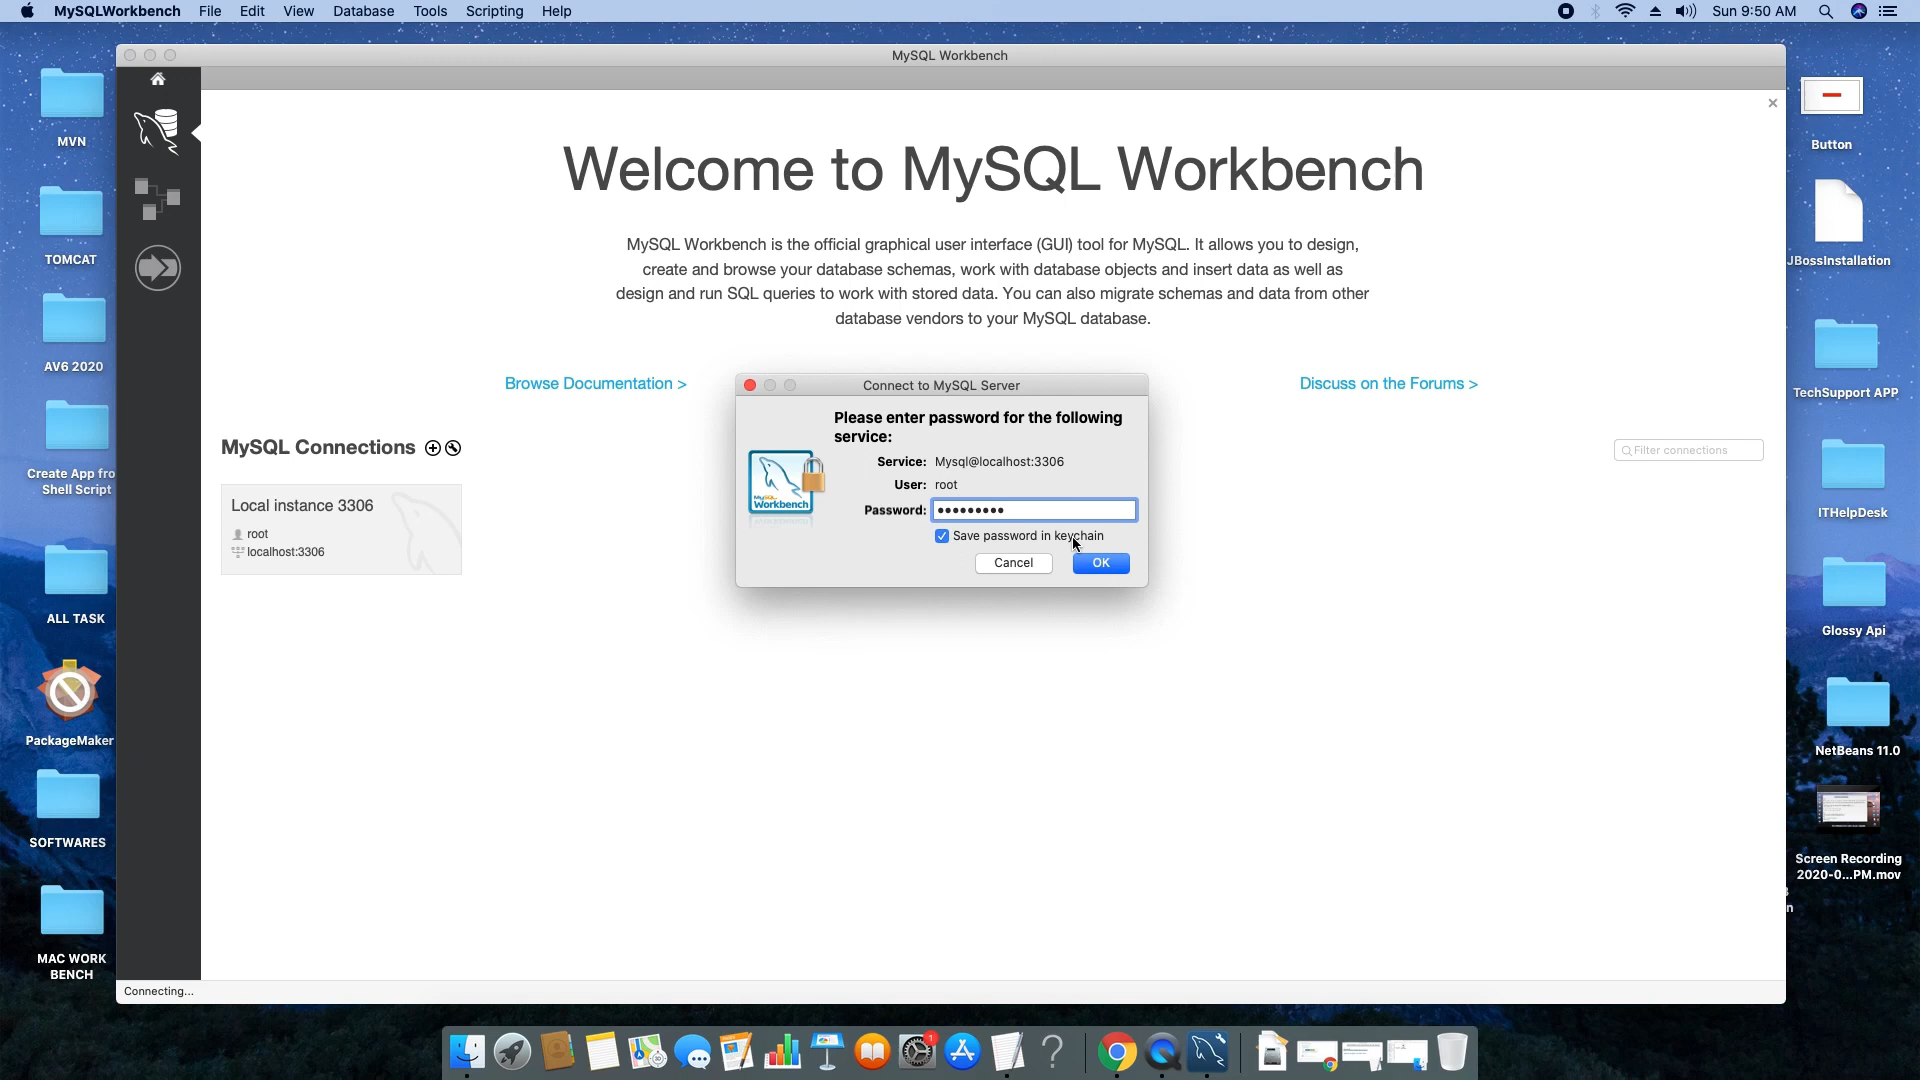 MySQLWorkbench File Edit View Database Tools Scripting Help
Sun 9:50 AM
MySQL Workbench
Welcome to MySQL Workbench
MySQL Workbench is the official graphical user interface (GUI) tool for MySQL. It allows you to design,
create and browse your database schemas, work with database objects and insert data as well as
design and run SQL queries to work with stored data. You can also migrate schemas and data from other
database vendors to your MySQL database.
Browse Documentation >
Discuss on the Forums >
MySQL Connections
Filter connections
Local instance 3306
root
localhost:3306
Connect to MySQL Server
Please enter password for the following
service:
Service: Mysql@localhost:3306
User: root
Password: •••••••••
Save password in keychain
Cancel
OK
MySQL
Workbench
Connecting...
MVN
TOMCAT
AV6 2020
Create App fro
Shell Script
ALL TASK
PackageMaker
SOFTWARES
MAC WORK
BENCH
Button
JBossInstallation
TechSupport APP
ITHelpDesk
Glossy Api
NetBeans 11.0
Screen Recording
2020-0...PM.mov
n
1